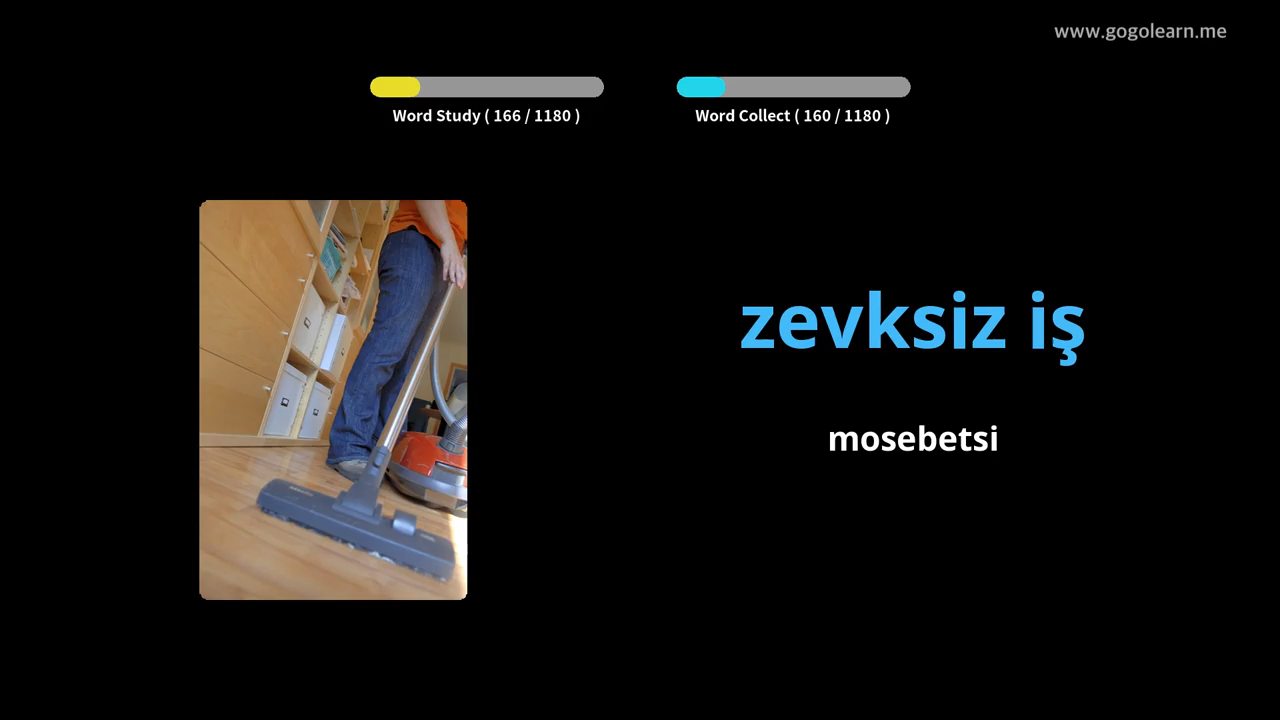 www.gogolearn.me
Word Study ( 166 / 1180 )
Word Collect ( 160 / 1180 )
zevksiz iş
mosebetsi